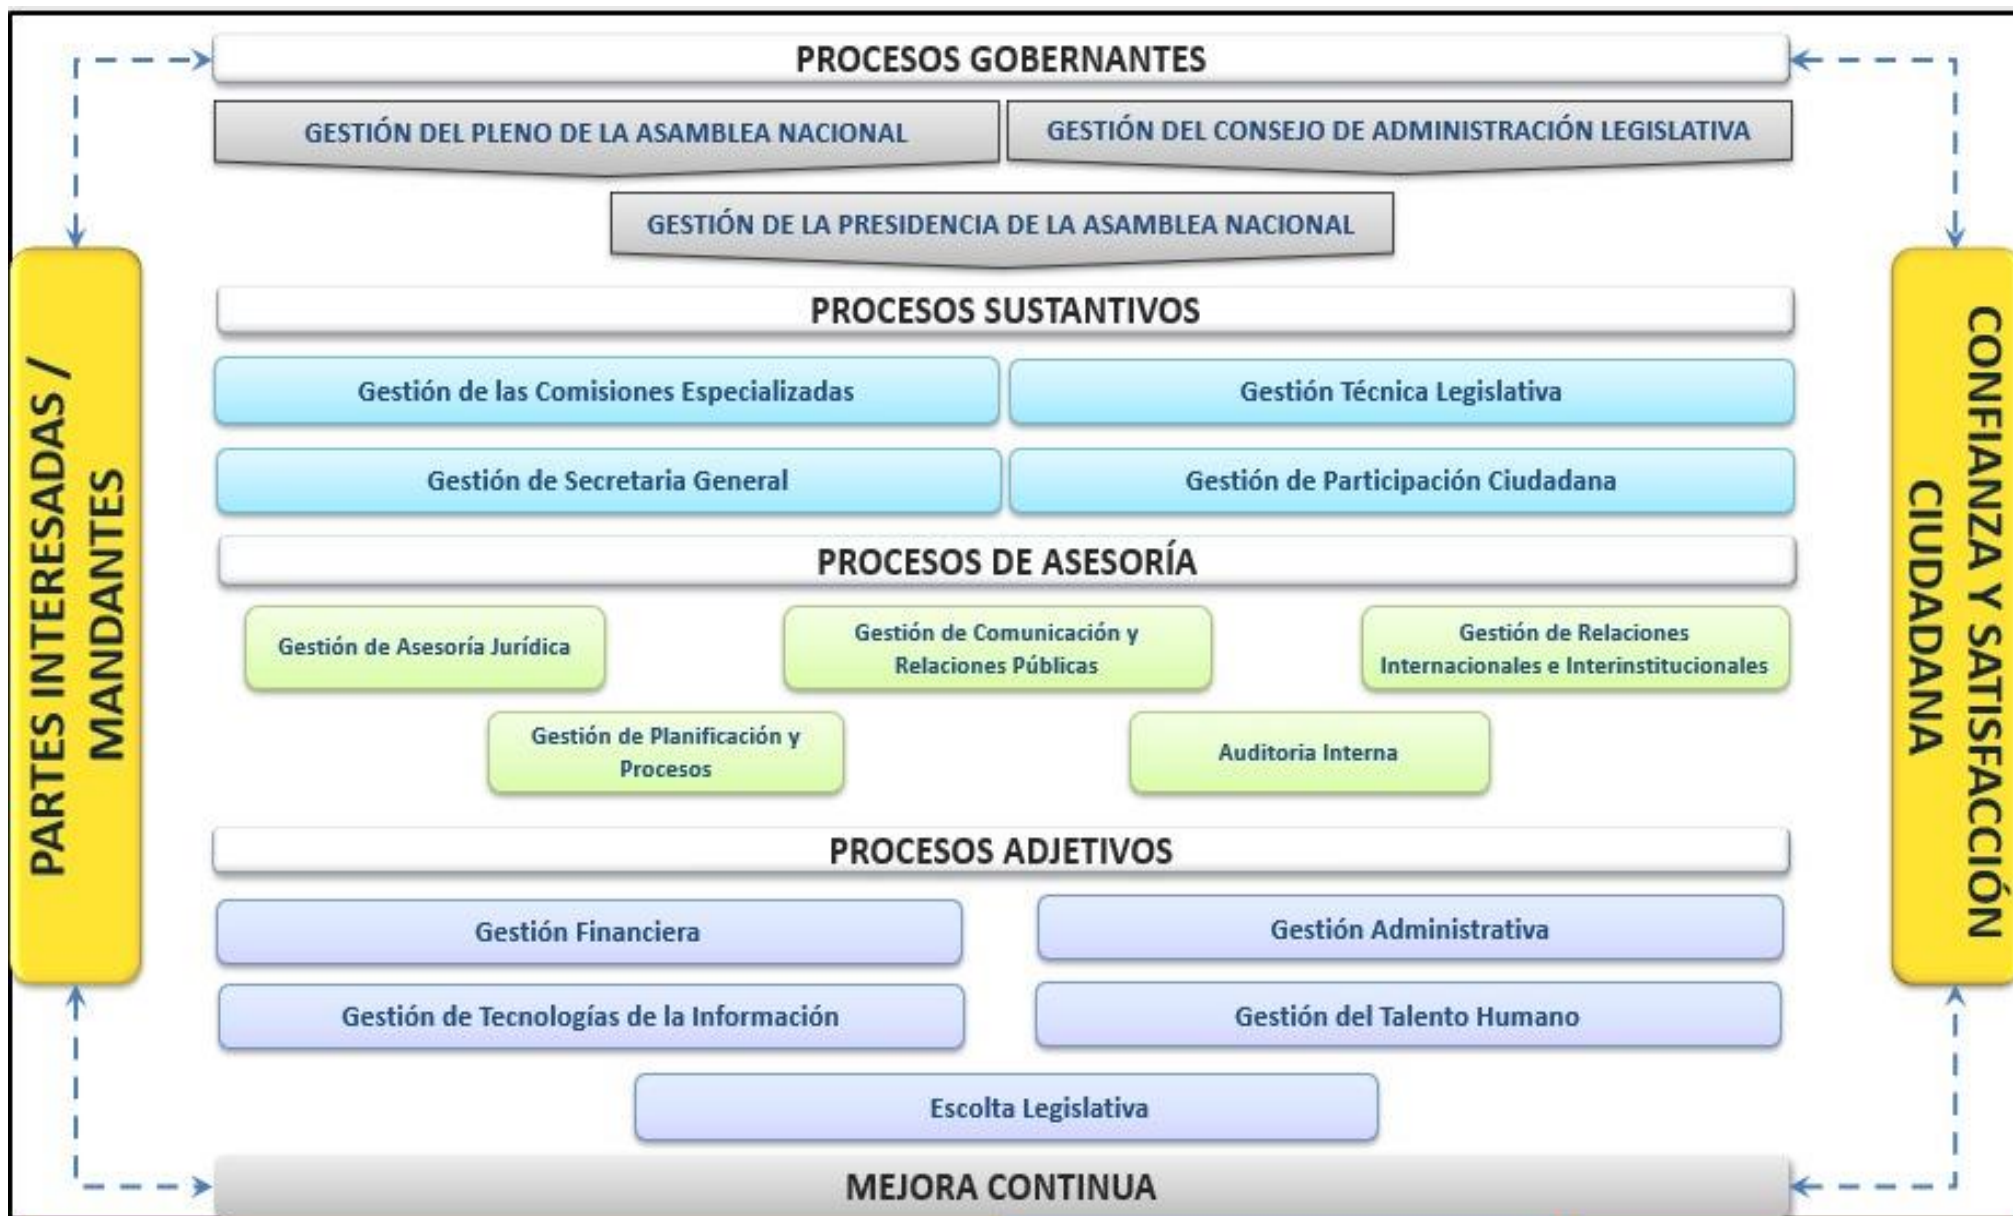 PROCESOS GOBERNANTES
GESTIÓN DEL PLENO DE LA ASAMBLEA NACIONAL
GESTIÓN DEL CONSEJO DE ADMINISTRACIÓN LEGISLATIVA
GESTIÓN DE LA PRESIDENCIA DE LA ASAMBLEA NACIONAL
PARTES INTERESADAS /
MANDANTES
PROCESOS SUSTANTIVOS
Gestión de las Comisiones Especializadas
Gestión Técnica Legislativa
Gestión de Secretaria General
Gestión de Participación Ciudadana
PROCESOS DE ASESORÍA
Gestión de Asesoría Jurídica
Gestión de Comunicación y
Relaciones Públicas
Gestión de Relaciones
Internacionales e Interinstitucionales
Gestión de Planificación y
Procesos
Auditoria Interna
PROCESOS ADJETIVOS
Gestión Financiera
Gestión Administrativa
Gestión de Tecnologías de la Información
Gestión del Talento Humano
Escolta Legislativa
MEJORA CONTINUA
CONFIANZA Y SATISFACCIÓN
CIUDADANA